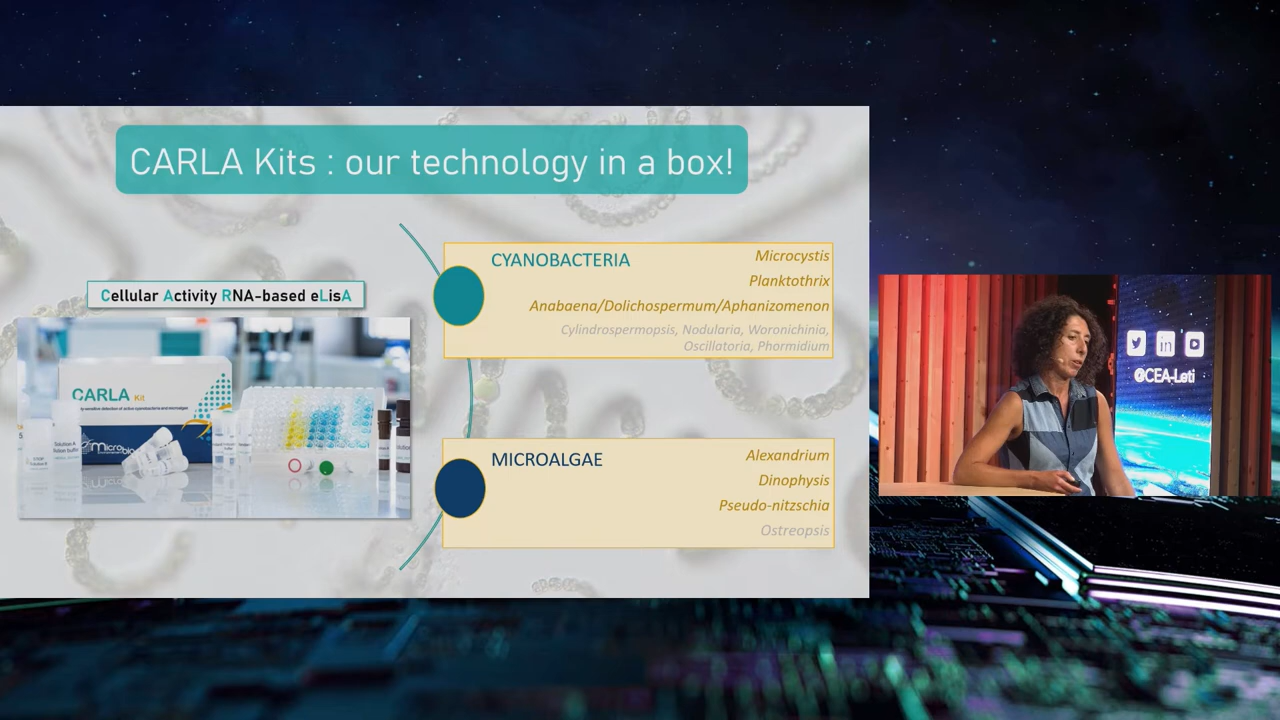 CARLA Kits : our technology in a box!
Cellular Activity RNA-based eLisA
CARLA Kit
CYANOBACTERIA
Microcystis
Planktothrix
Anabaena/Dolichospermum/Aphanizomenon
Cylindrospermopsis, Nodularia, Woronichinia,
Oscillatoria, Phormidium
MICROALGAE
Alexandrium
Dinophysis
Pseudo-nitzschia
Ostreopsis
@CEA-Leti